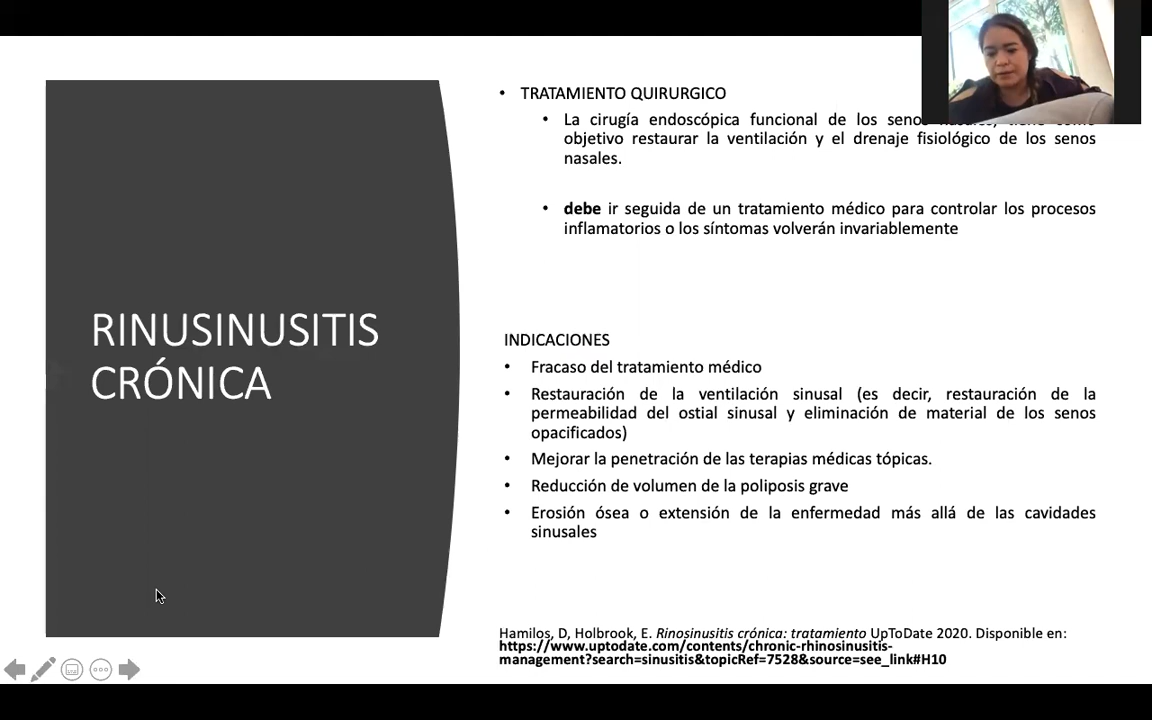 RINUSINUSITIS
CRÓNICA
• TRATAMIENTO QUIRURGICO
• La cirugía endoscópica funcional de los senos
objetivo restaurar la ventilación y el drenaje fisiológico de los senos
nasales.
• debe ir seguida de un tratamiento médico para controlar los procesos
inflamatorios o los síntomas volverán invariablemente
INDICACIONES
• Fracaso del tratamiento médico
• Restauración de la ventilación sinusal (es decir, restauración de la
permeabilidad del ostial sinusal y eliminación de material de los senos
opacificados)
• Mejorar la penetración de las terapias médicas tópicas.
• Reducción de volumen de la poliposis grave
• Erosión ósea o extensión de la enfermedad más allá de las cavidades
sinusales
Hamilos, D, Holbrook, E. Rinosinusitis crónica: tratamiento UpToDate 2020. Disponible en:
https://www.uptodate.com/contents/chronic-rhinosinusitis-
management?search=sinusitis&topicRef=7528&source=see_link#H10